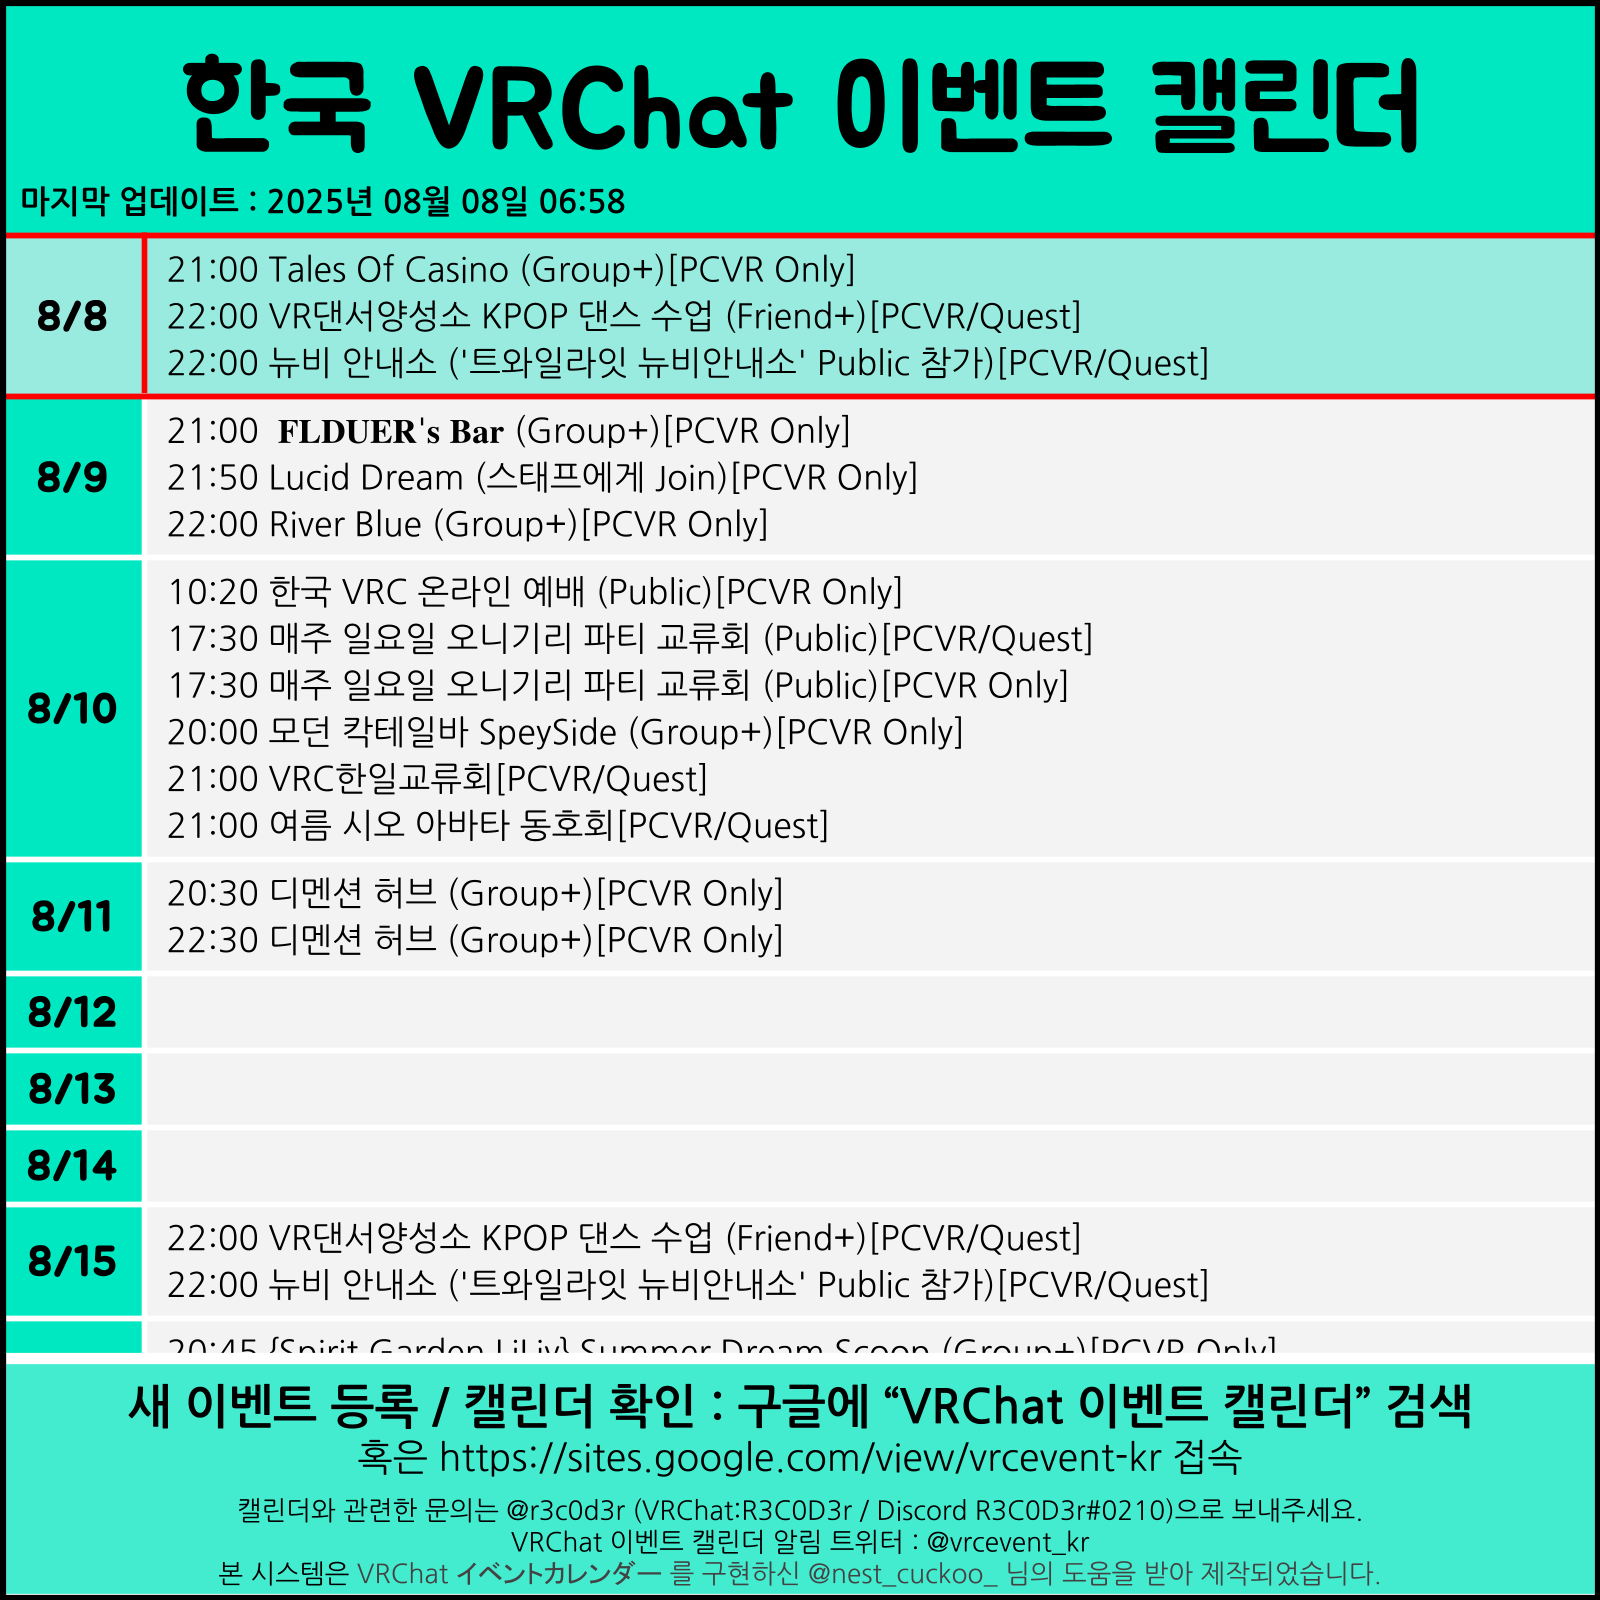 한국 VRChat 이벤트 캘린더
마지막 업데이트 : 2025년 08월 08일 06:58
8/8
21:00 Tales Of Casino (Group+)[PCVR Only]
22:00 VR댄서양성소 KPOP 댄스 수업 (Friend+)[PCVR/Quest]
22:00 뉴비 안내소 ('트와일라잇 뉴비안내소' Public 참가)[PCVR/Quest]
8/9
21:00 FLDUER's Bar (Group+)[PCVR Only]
21:50 Lucid Dream (스태프에게 Join)[PCVR Only]
22:00 River Blue (Group+)[PCVR Only]
8/10
10:20 한국 VRC 온라인 예배 (Public)[PCVR Only]
17:30 매주 일요일 오니기리 파티 교류회 (Public)[PCVR/Quest]
17:30 매주 일요일 오니기리 파티 교류회 (Public)[PCVR Only]
20:00 모던 칵테일바 SpeySide (Group+)[PCVR Only]
21:00 VRC한일교류회[PCVR/Quest]
21:00 여름 시오 아바타 동호회[PCVR/Quest]
8/11
20:30 디멘션 허브 (Group+)[PCVR Only]
22:30 디멘션 허브 (Group+)[PCVR Only]
8/12
8/13
8/14
8/15
22:00 VR댄서양성소 KPOP 댄스 수업 (Friend+)[PCVR/Quest]
22:00 뉴비 안내소 ('트와일라잇 뉴비안내소' Public 참가)[PCVR/Quest]
20:45 {Spirit Garden LiLiy} Summer Dream Scoop (Group+)[PCVR Only]
새 이벤트 등록 / 캘린더 확인 : 구글에 “VRChat 이벤트 캘린더” 검색
혹은 https://sites.google.com/view/vrcevent-kr 접속
캘린더와 관련한 문의는 @r3c0d3r (VRChat:R3C0D3r / Discord R3C0D3r#0210)으로 보내주세요.
VRChat 이벤트 캘린더 알림 트위터 : @vrcevent_kr
본 시스템은 VRChat イベントカレンダー 를 구현하신 @nest_cuckoo_ 님의 도움을 받아 제작되었습니다.